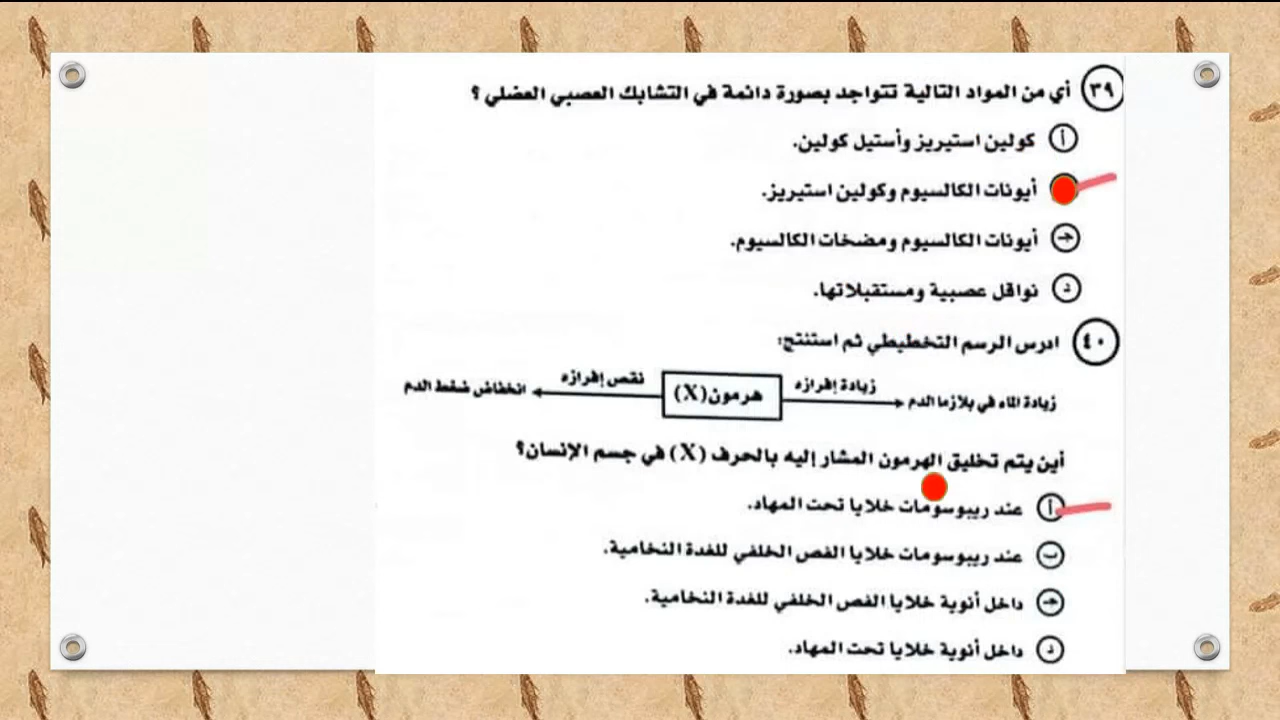 ٣٩ أي من المواد التالية تتواجد بصورة دائمة في التشابك العصبي العضلي ؟
أ كولين استيريز وأستيل كولين.
أيونات الكالسيوم وكولين استيريز.
جـ أيونات الكالسيوم ومضخات الكالسيوم.
د نواقل عصبية ومستقبلاتها.
٤٠ ادرس الرسم التخطيطي ثم استنتج:
زيادة الماء في بلازما الدم زيادة إفرازه هرمون (X) نقص إفرازه انخفاض ضغط الدم
أين يتم تخليق الهرمون المشار إليه بالحرف (X) في جسم الإنسان؟
أ عند ريبوسومات خلايا تحت المهاد.
ب عند ريبوسومات خلايا الفص الخلفي للغدة النخامية.
جـ داخل أنوية خلايا الفص الخلفي للغدة النخامية.
د داخل أنوية خلايا تحت المهاد.